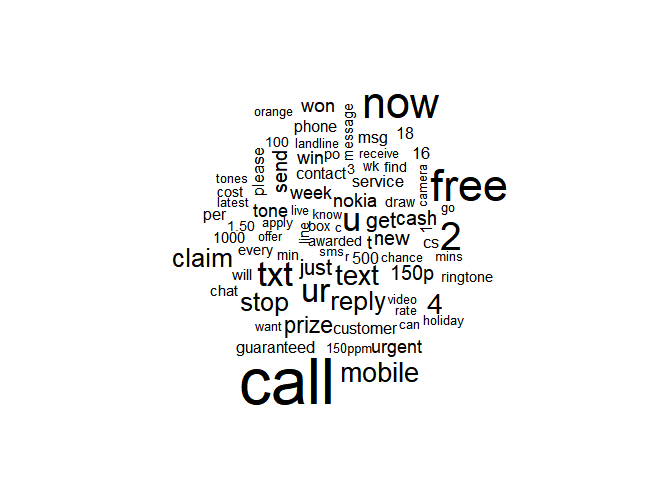 now
won
orange
message
phone
msg
18
100
landline
please
send
win
po
receive
16
contact
3
wk
find
camera
free
tones
cost
week
service
latest
nokia
draw
go
per
tone
live
know
u
get
cash
1
2
1.50
apply
line
box
c
1000
offer
awarded
t
new
cs
claim
every
min
sms
r
500
chance
mins
will
txt
just
text
150p
ringtone
chat
stop
ur
reply
video
rate
4
want
prize
customer
can
holiday
guaranteed
150ppm
urgent
call
mobile